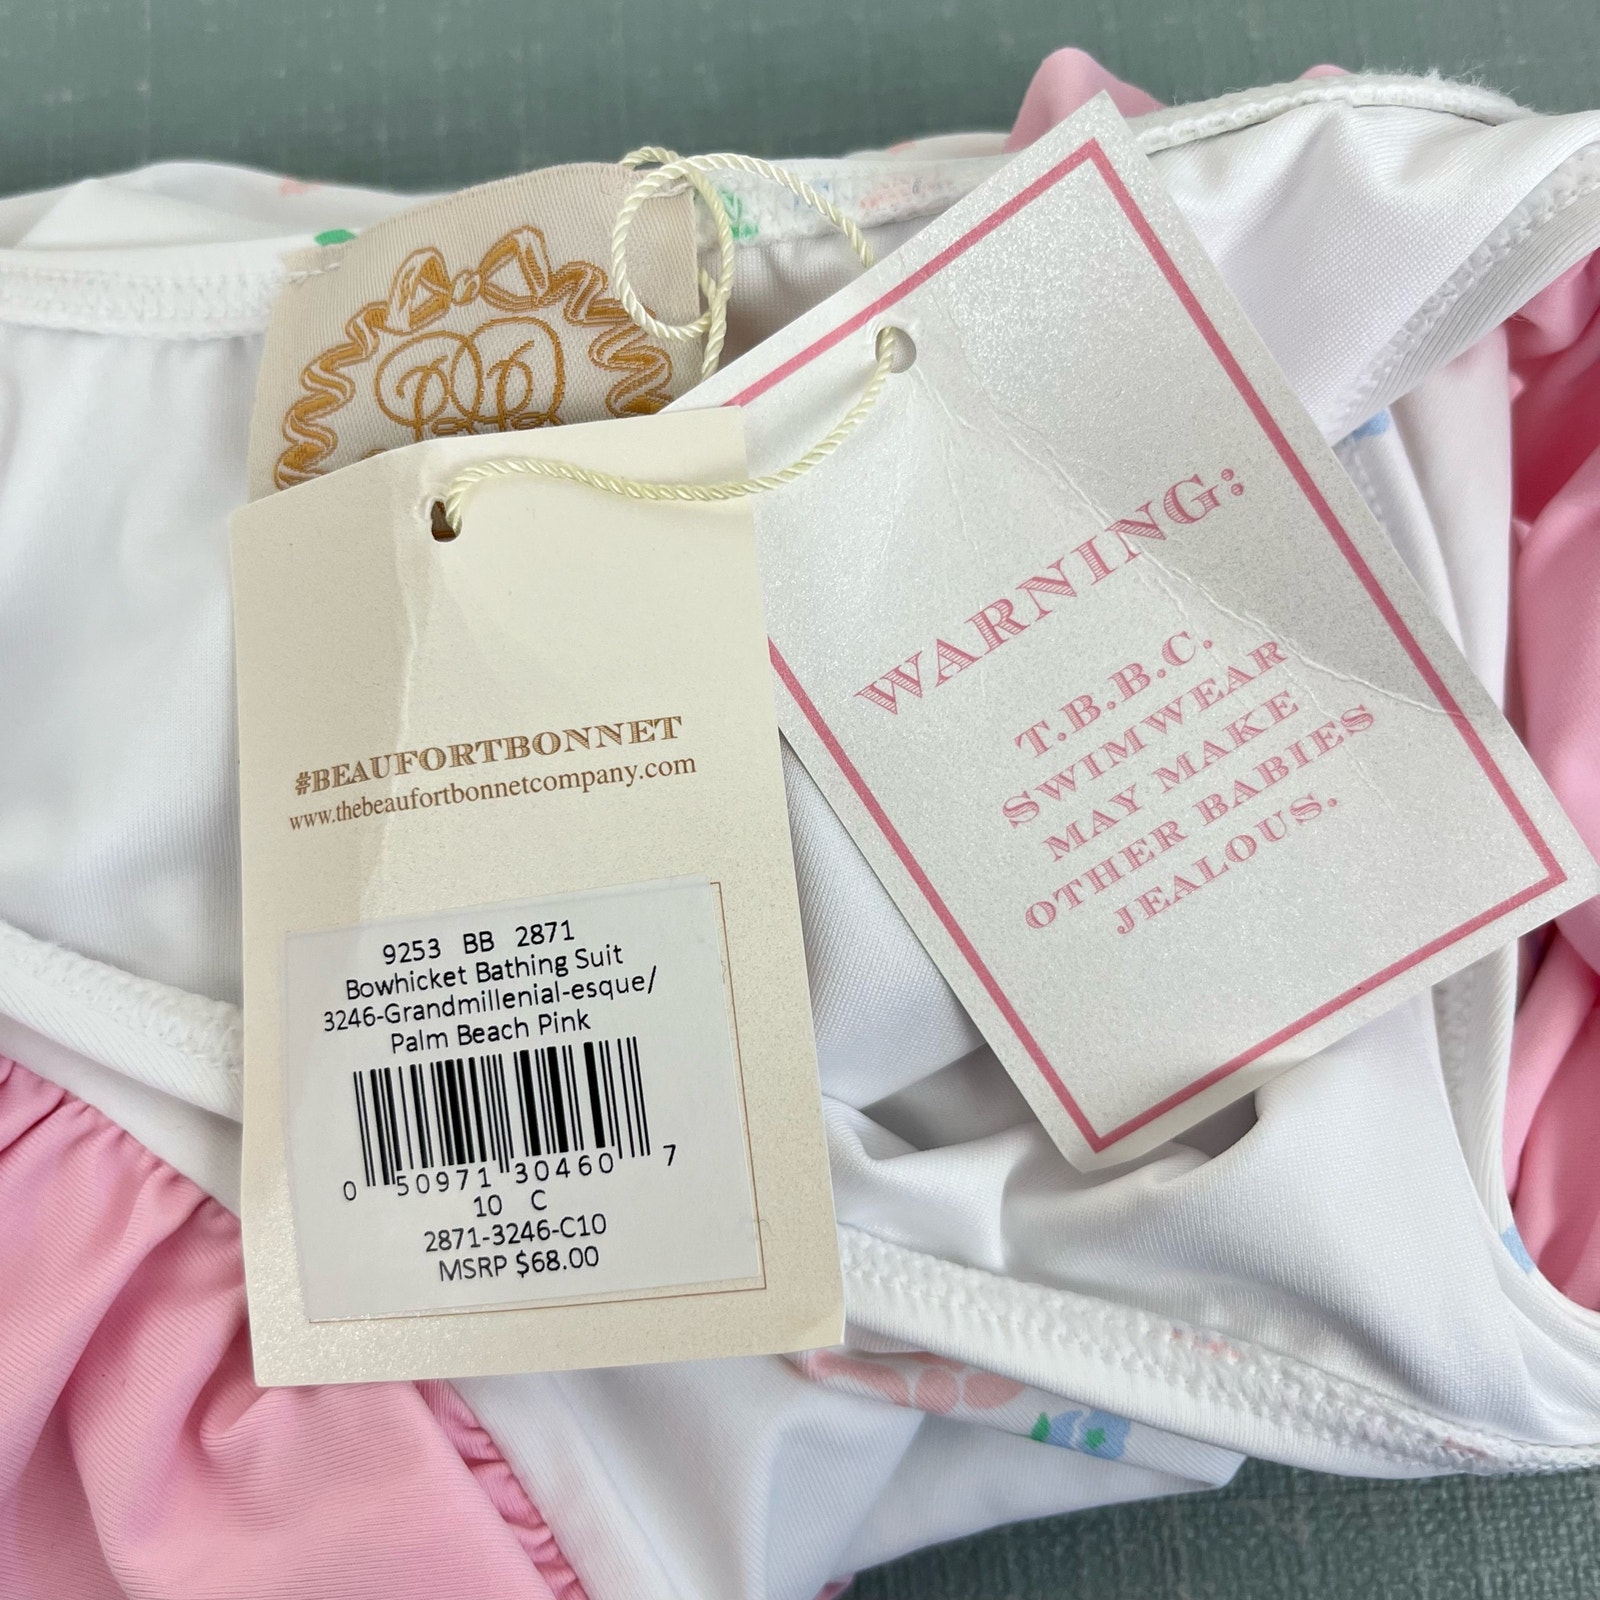 #BEAUFORTBONNET
www.thebeaufortbonnetcompany.com
9253 BB 2871
Bowhicket Bathing Suit
3246-Grandmillenial-esque/
Palm Beach Pink
0 50971 30460 7
10 C
2871-3246-C10
MSRP $68.00
WARNING:
T.B.B.C.
SWIMWEAR
MAY MAKE
OTHER BABIES
JEALOUS.